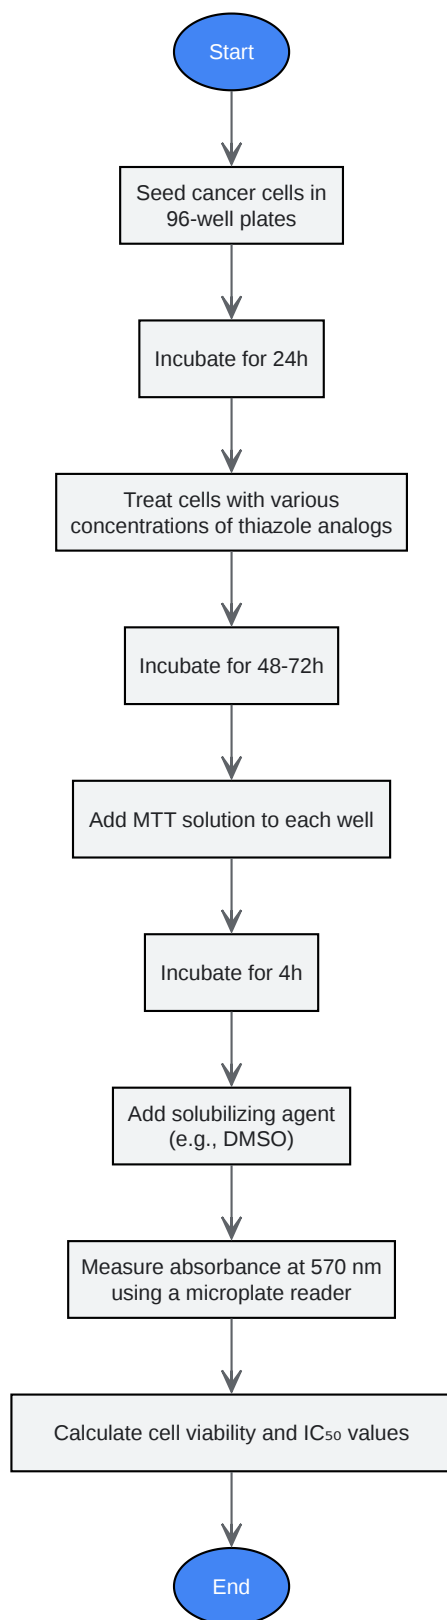 Start
Seed cancer cells in
96-well plates
Incubate for 24h
Treat cells with various
concentrations of thiazole analogs
Incubate for 48-72h
Add MTT solution to each well
Incubate for 4h
Add solubilizing agent
(e.g., DMSO)
Measure absorbance at 570 nm
using a microplate reader
Calculate cell viability and IC₅₀ values
End